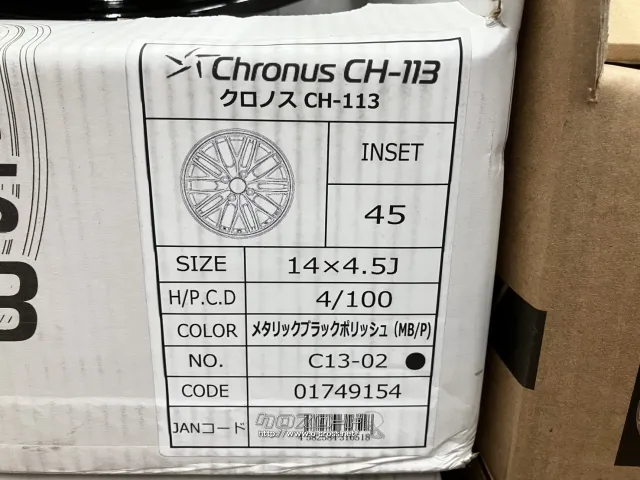 Chronus CH-113
クロノス CH-113
INSET
45
SIZE 14×4.5J
H/P.C.D 4/100
COLOR メタリックブラックポリッシュ (MB/P)
NO. C13-02 ●
CODE 01749154
JANコード